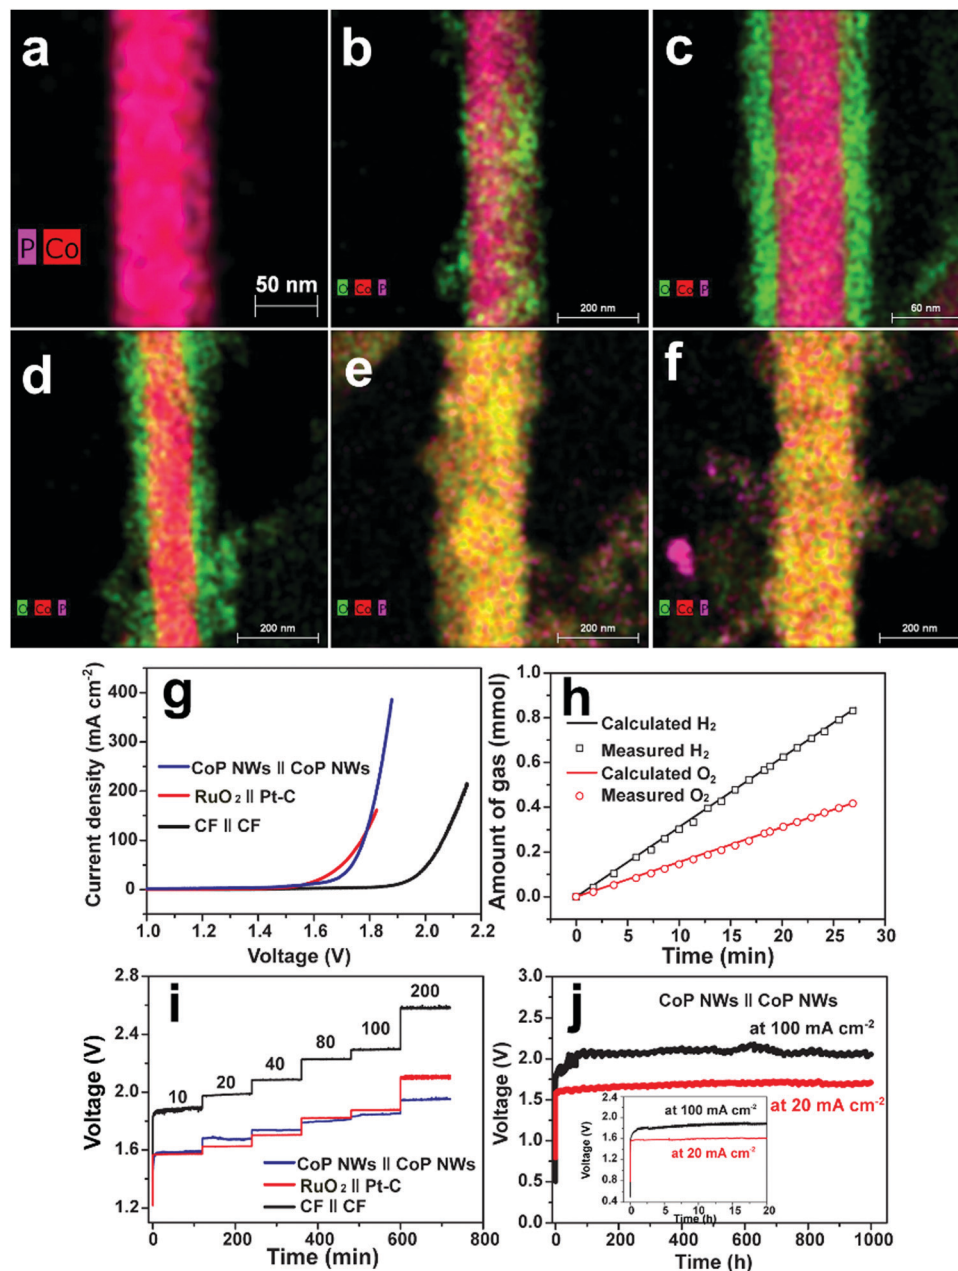 a
P Co
50 nm
b
O Co P
200 nm
c
O Co P
60 nm
d
O Co P
200 nm
e
O Co P
200 nm
f
O Co P
200 nm
g
Current density (mA cm⁻²)
400
300
200
100
0
CoP NWs ll CoP NWs
RuO₂ ll Pt-C
CF ll CF
1.0 1.2 1.4 1.6 1.8 2.0 2.2
Voltage (V)
h
Amount of gas (mmol)
0.8
0.6
0.4
0.2
0.0
Calculated H₂
Measured H₂
Calculated O₂
Measured O₂
0 5 10 15 20 25 30
Time (min)
i
Voltage (V)
2.8
2.4
2.0
1.6
1.2
10 20 40 80 100 200
CoP NWs ll CoP NWs
RuO₂ ll Pt-C
CF ll CF
0 200 400 600 800
Time (min)
j
Voltage (V)
3.0
2.5
2.0
1.5
1.0
0.5
0.0
CoP NWs ll CoP NWs
at 100 mA cm⁻²
at 20 mA cm⁻²
Voltage (V)
2.4
2.0
1.6
1.2
0.8
0.4
at 100 mA cm⁻²
at 20 mA cm⁻²
0 5 10 15 20
Time (h)
0 200 400 600 800 1000
Time (h)